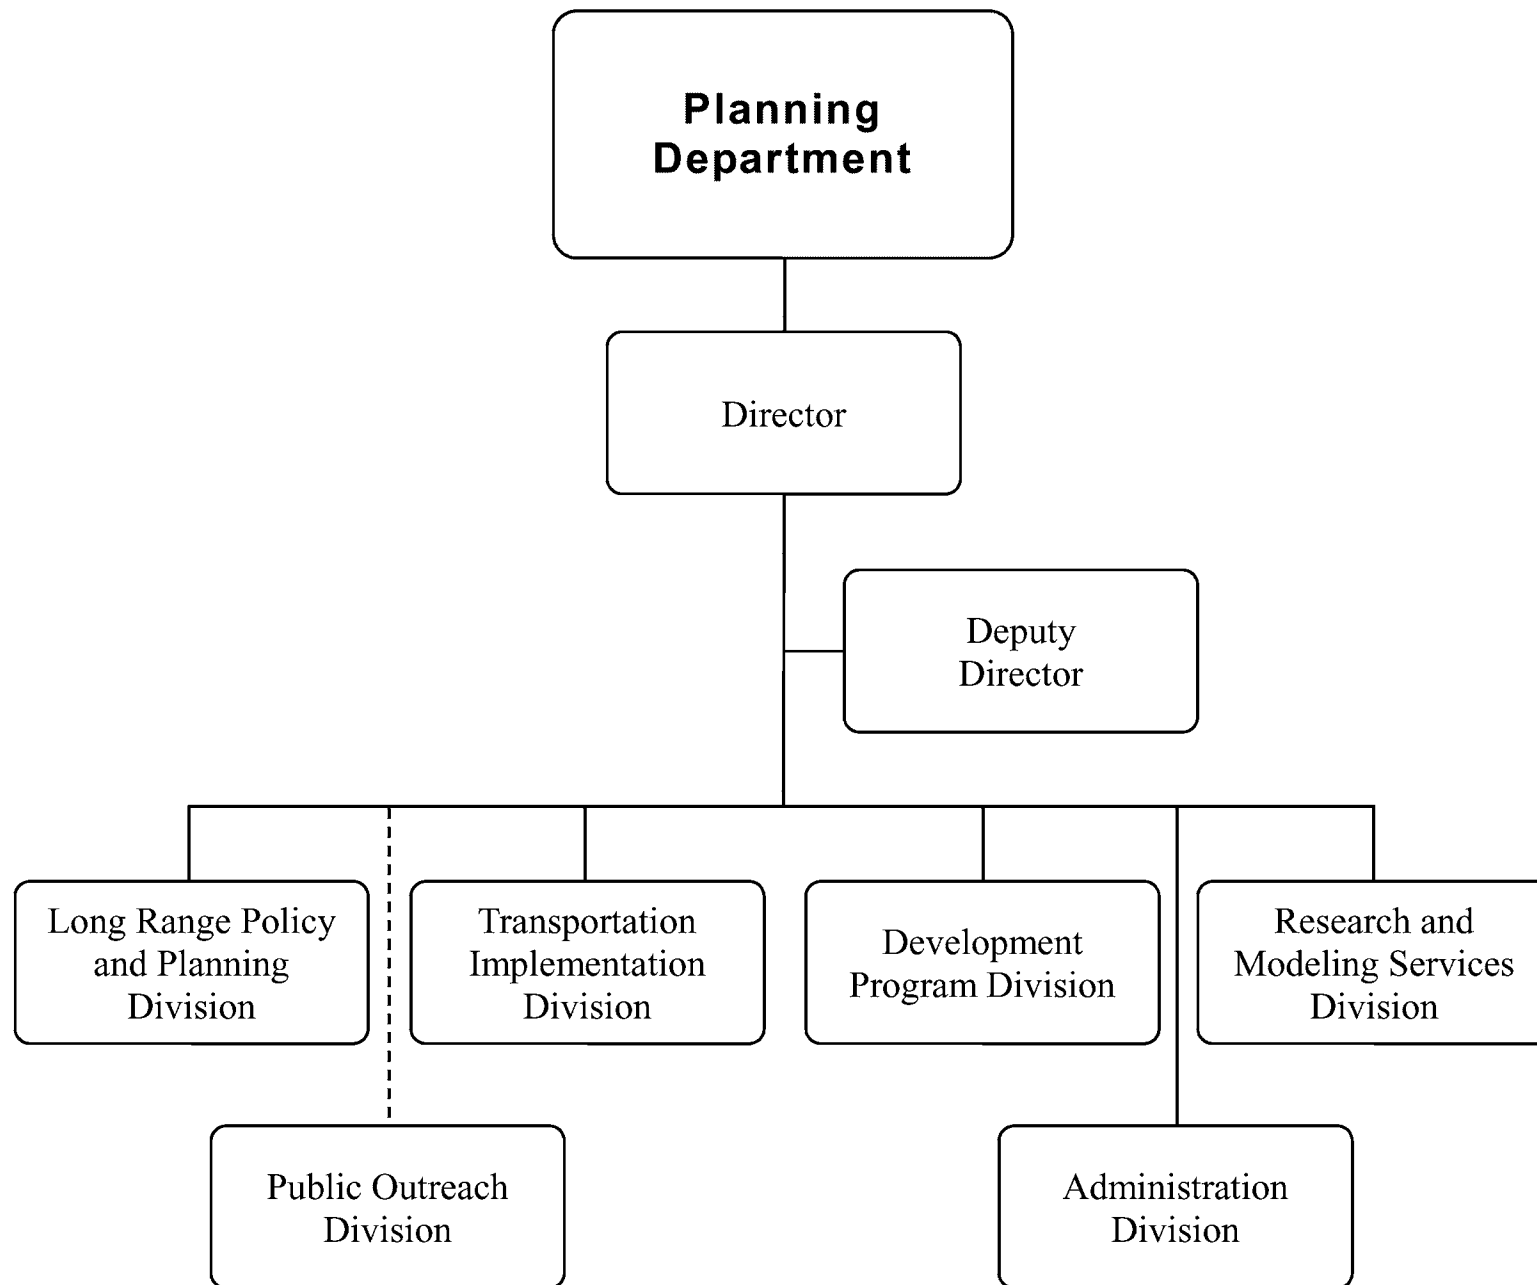 Planning
Department
Director
Deputy
Director
Long Range Policy
and Planning
Division
Transportation
Implementation
Division
Development
Program Division
Research and
Modeling Services
Division
Public Outreach
Division
Administration
Division